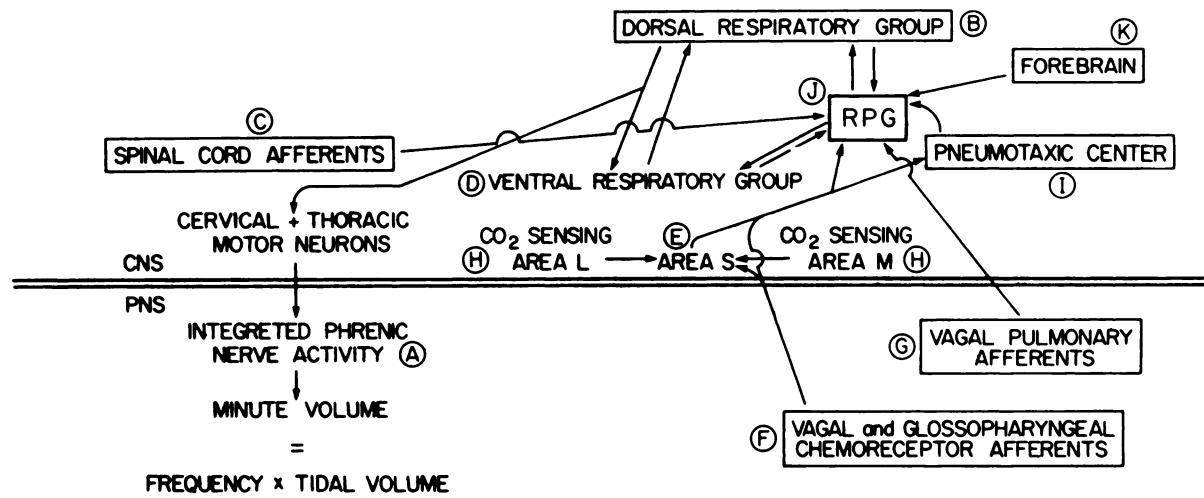 DORSAL RESPIRATORY GROUP Ⓑ
Ⓚ
FOREBRAIN
Ⓙ
RPG
Ⓒ
SPINAL CORD AFFERENTS
PNEUMOTAXIC CENTER
Ⓘ
Ⓓ VENTRAL RESPIRATORY GROUP
CERVICAL + THORACIC
MOTOR NEURONS
CO₂ SENSING
Ⓗ AREA L
Ⓔ
AREA S
CO₂ SENSING
AREA M Ⓗ
CNS
PNS
INTEGRETED PHRENIC
NERVE ACTIVITY Ⓐ
Ⓖ VAGAL PULMONARY
AFFERENTS
MINUTE VOLUME
=
FREQUENCY x TIDAL VOLUME
Ⓕ VAGAL and GLOSSOPHARYNGEAL
CHEMORECEPTOR AFFERENTS